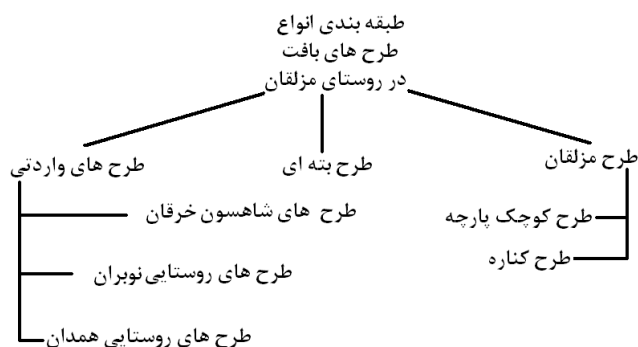 طبقه بندی انواع
طرح های بافت
در روستای مزلقان
طرح مزلقان
طرح کوچک پارچه
طرح کناره
طرح بته ای
طرح های واردتی
طرح های شاهسون خرقان
طرح های روستایی نوبران
طرح های روستایی همدان